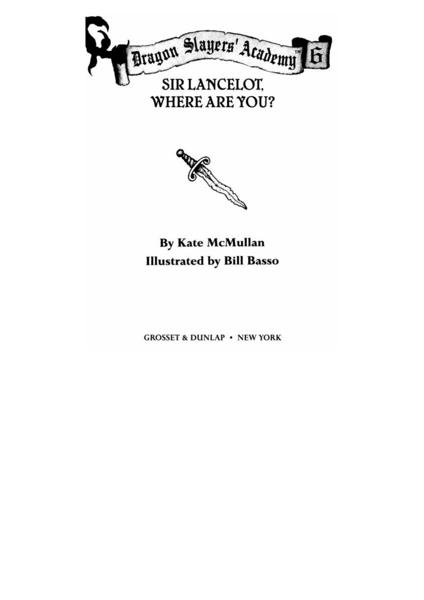 Dragon Slayers' Academy 6
SIR LANCELOT,
WHERE ARE YOU?
By Kate McMullan
Illustrated by Bill Basso
GROSSET & DUNLAP • NEW YORK